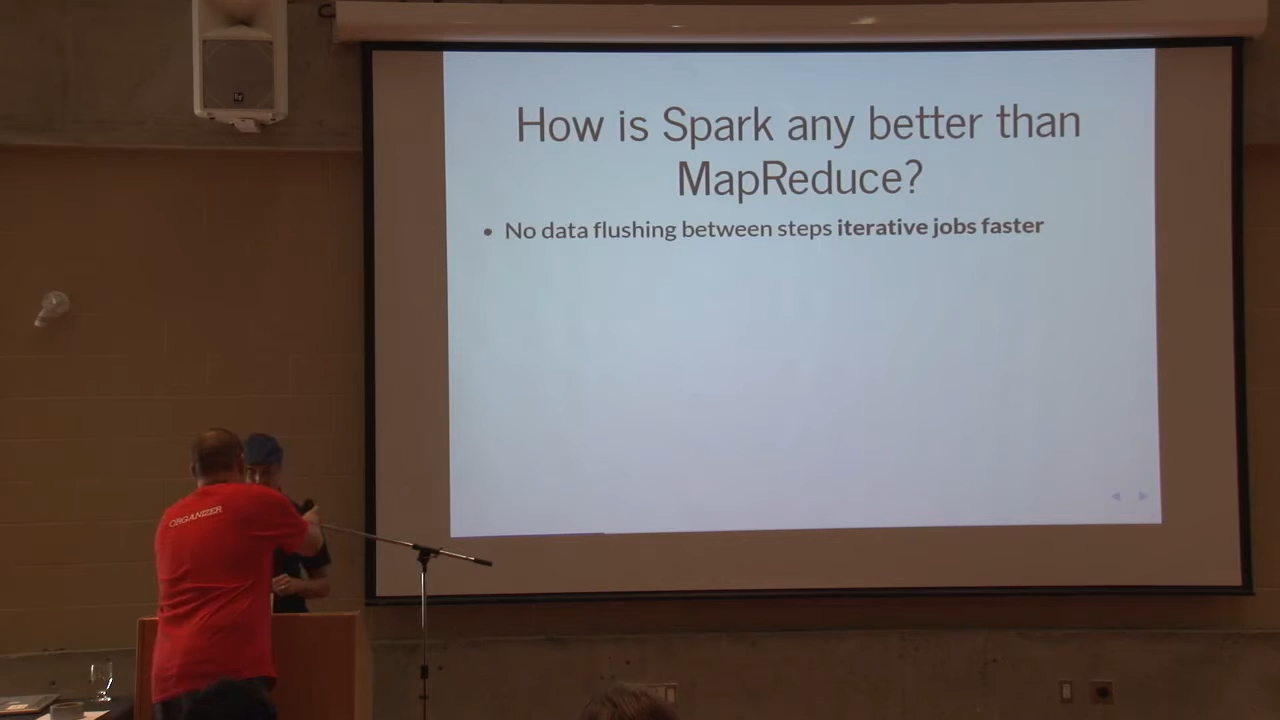 How is Spark any better than
MapReduce?
• No data flushing between steps iterative jobs faster
ORGANIZER